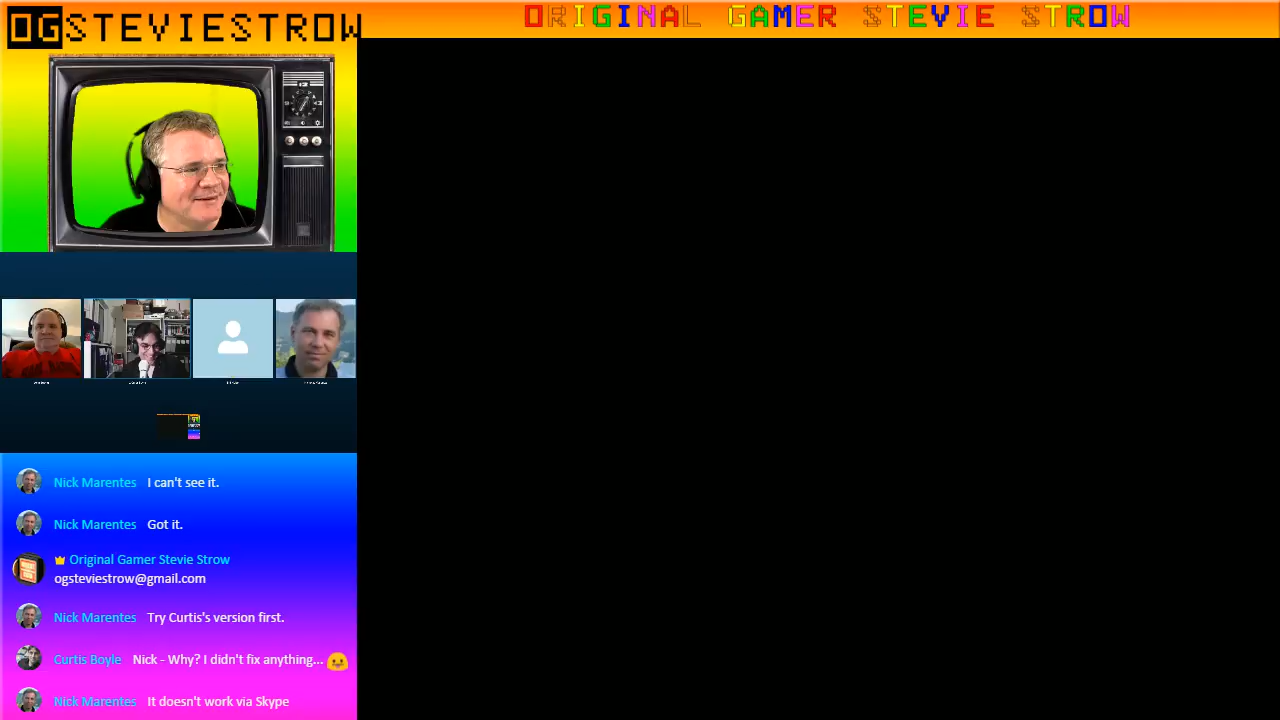 OGSTEVIESTROW
ORIGINAL GAMER STEVIE STROW
Nick Marentes I can't see it.
Nick Marentes Got it.
Original Gamer Stevie Strow
ogsteviestrow@gmail.com
Nick Marentes Try Curtis's version first.
Curtis Boyle Nick - Why? I didn't fix anything...
Nick Marentes It doesn't work via Skype